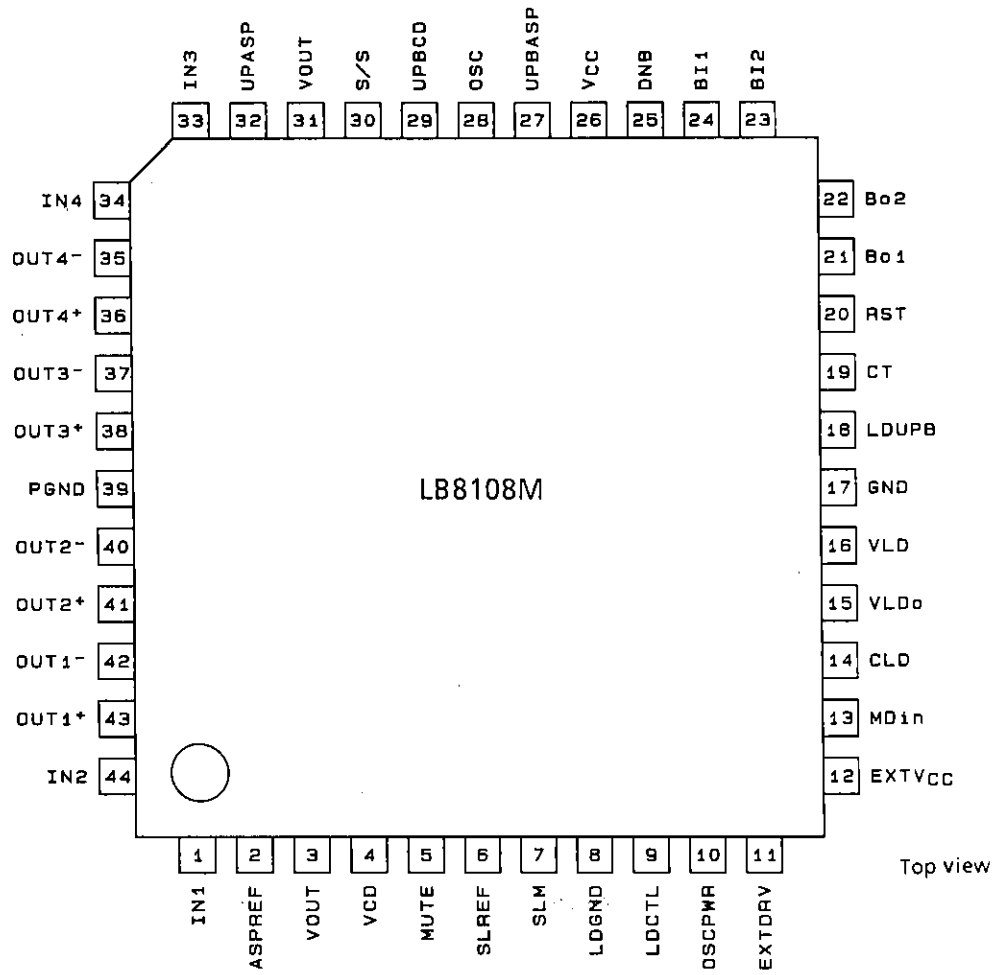 IN3 UPASP VOUT S/S UPBCD OSC UPBASP VCC DNB BI1 BI2
33 32 31 30 29 28 27 26 25 24 23
IN4 34
OUT4- 35
OUT4+ 36
OUT3- 37
OUT3+ 38
PGND 39
OUT2- 40
OUT2+ 41
OUT1- 42
OUT1+ 43
IN2 44
LB8108M
22 Bo2
21 Bo1
20 RST
19 CT
18 LDUPB
17 GND
16 VLD
15 VLDo
14 CLD
13 MDin
12 EXTVCC
1 2 3 4 5 6 7 8 9 10 11
IN1 ASPREF VOUT VCD MUTE SLREF SLM LDGND LDCTL OSCPWR EXTDRV
Top view